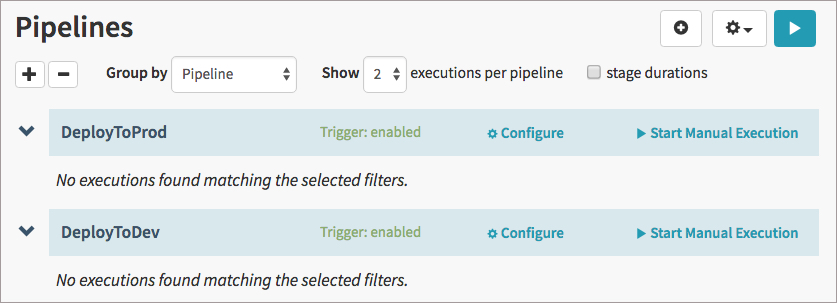 Pipelines
Group by Pipeline Show 2 executions per pipeline stage durations
DeployToProd Trigger: enabled Configure Start Manual Execution
No executions found matching the selected filters.
DeployToDev Trigger: enabled Configure Start Manual Execution
No executions found matching the selected filters.